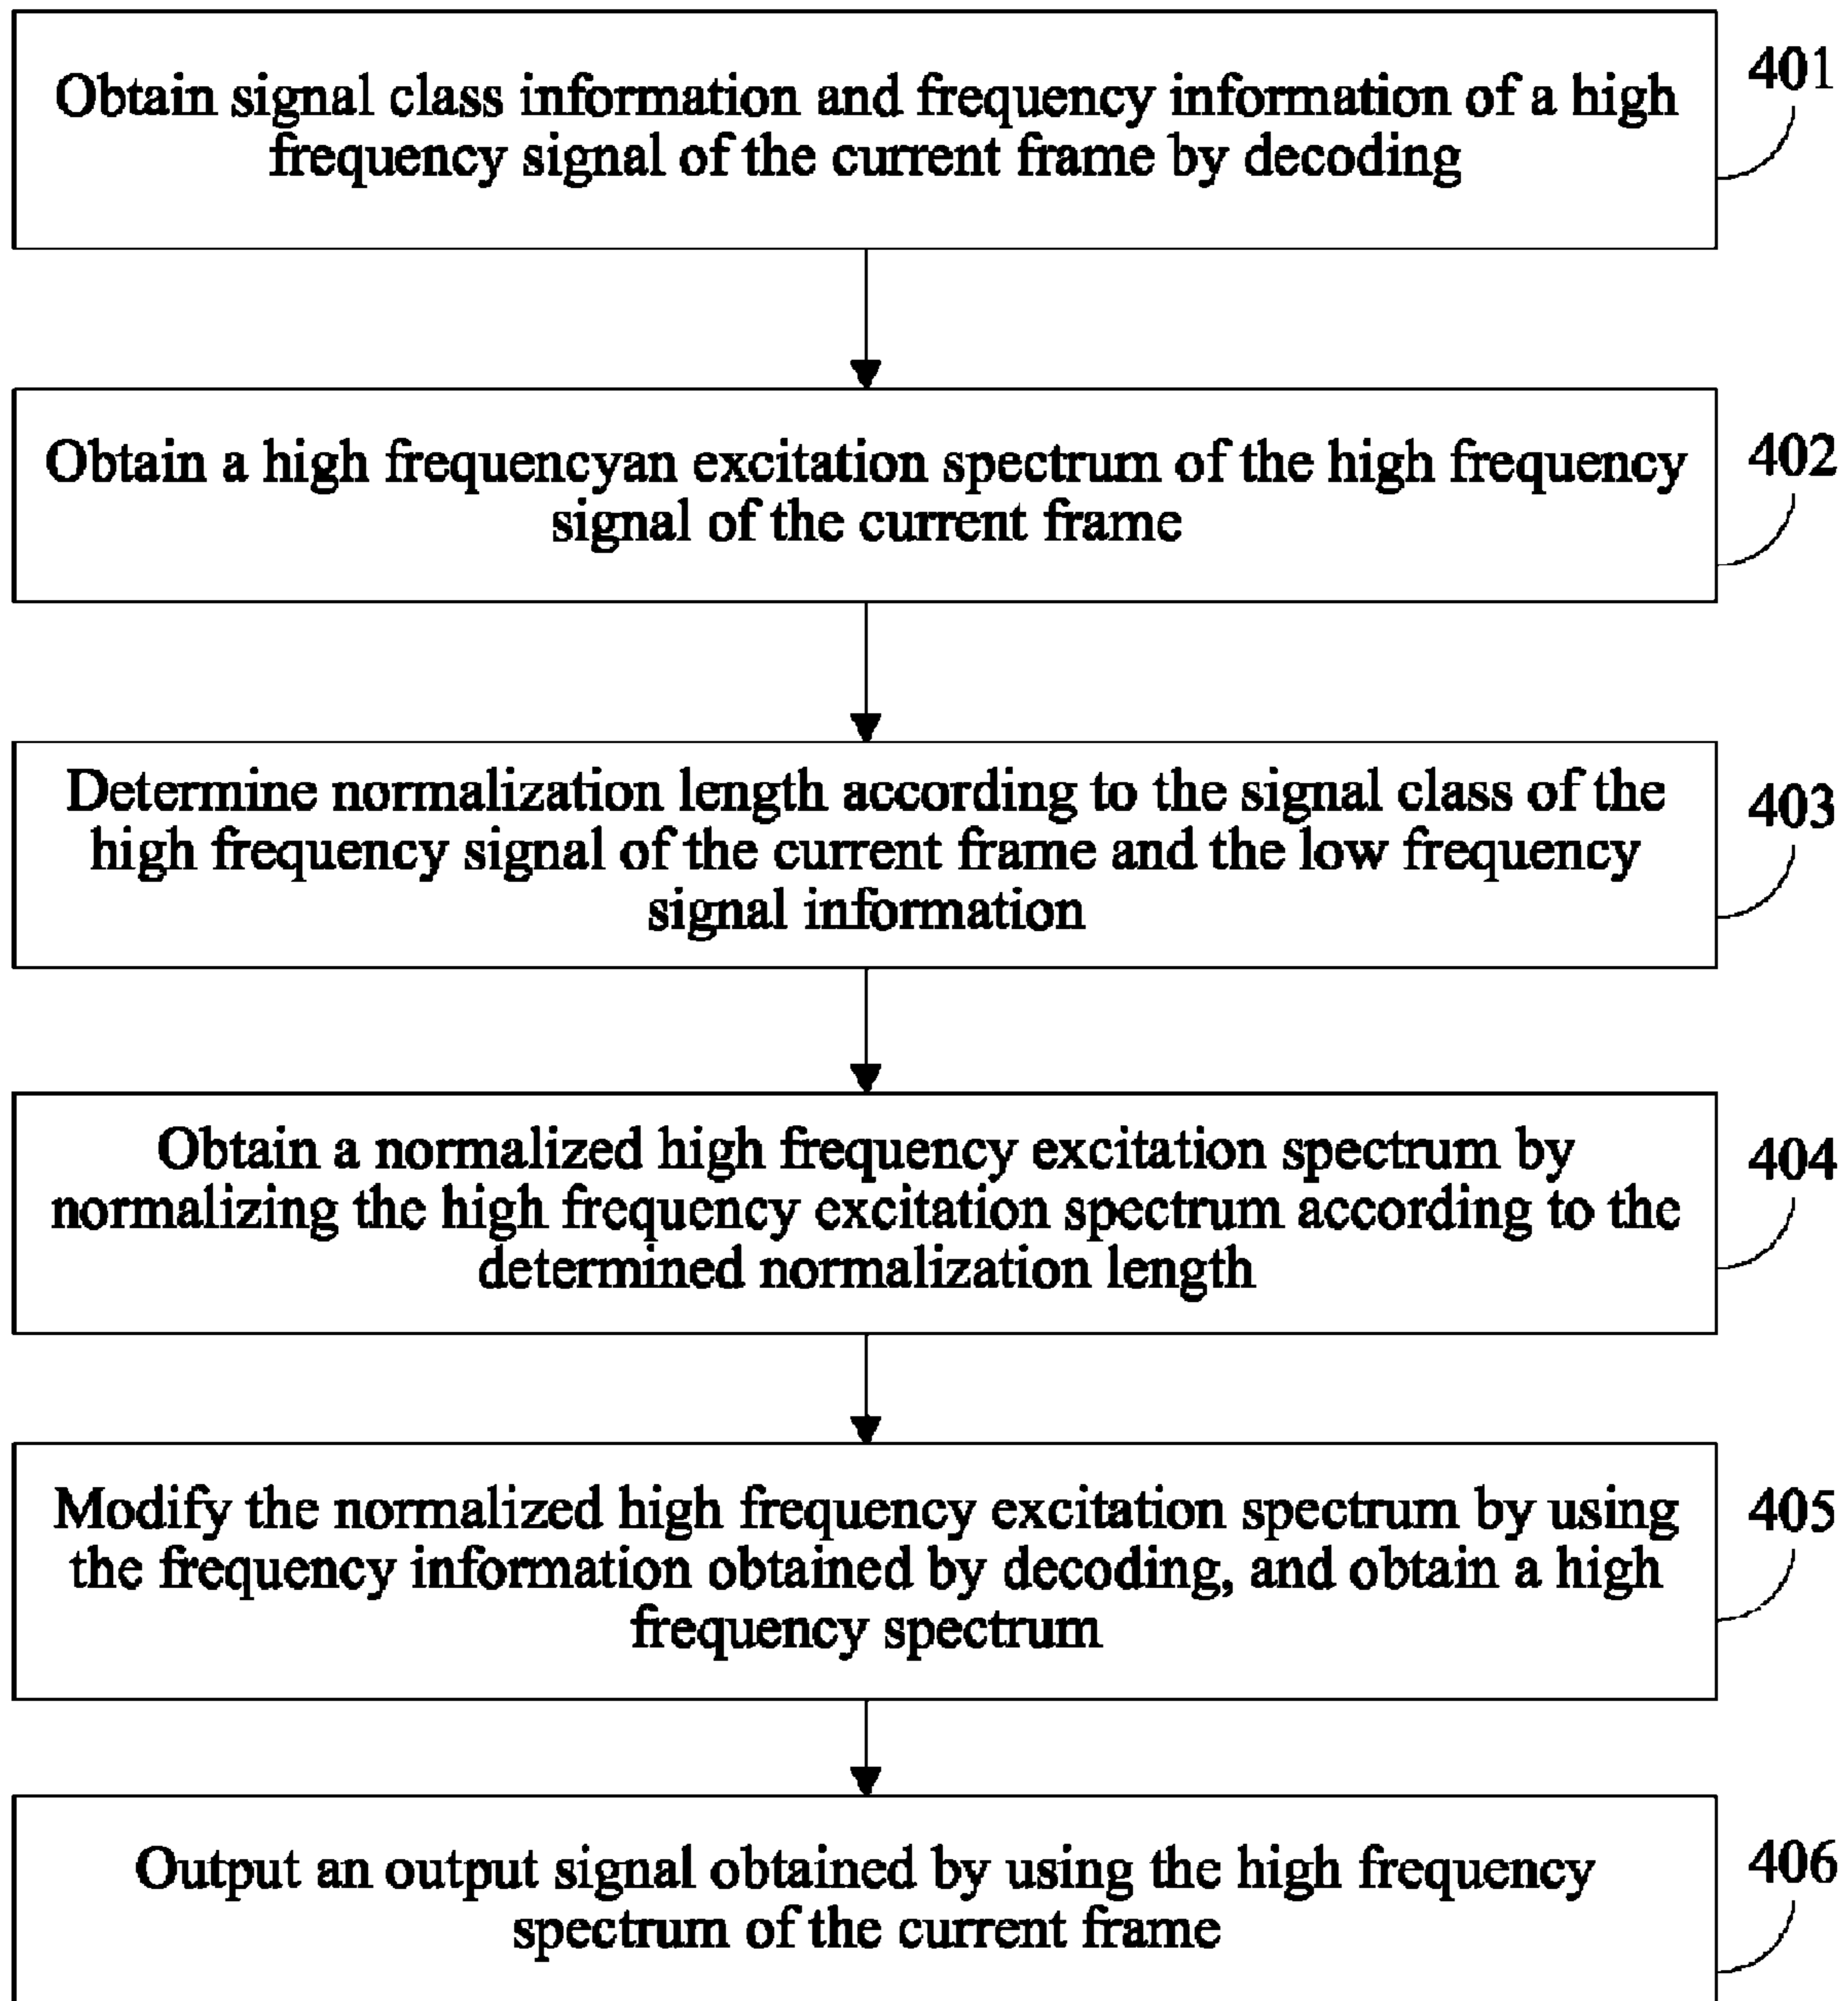 Obtain signal class information and frequency information of a high
frequency signal of the current frame by decoding
401
Obtain a high frequencyan excitation spectrum of the high frequency
signal of the current frame
402
Determine normalization length according to the signal class of the
high frequency signal of the current frame and the low frequency
signal information
403
Obtain a normalized high frequency excitation spectrum by
normalizing the high frequency excitation spectrum according to the
determined normalization length
404
Modify the normalized high frequency excitation spectrum by using
the frequency information obtained by decoding, and obtain a high
frequency spectrum
405
Output an output signal obtained by using the high frequency
spectrum of the current frame
406